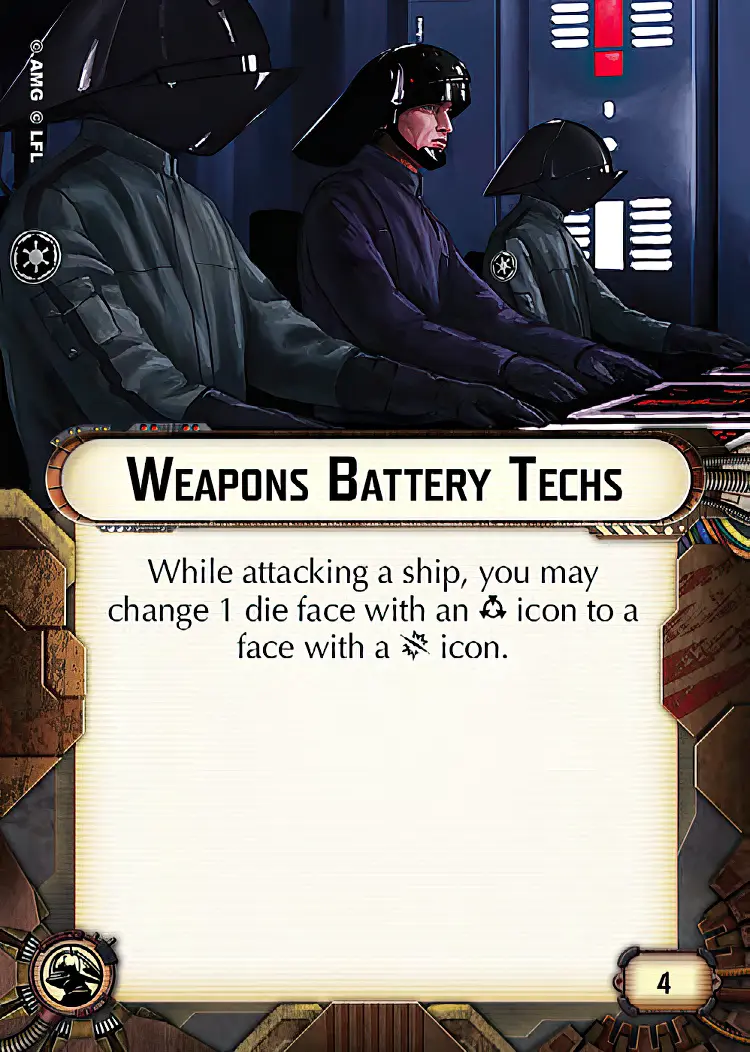 © AMG © LFL
WEAPONS BATTERY TECHS
While attacking a ship, you may
change 1 die face with an icon to a
face with a icon.
4